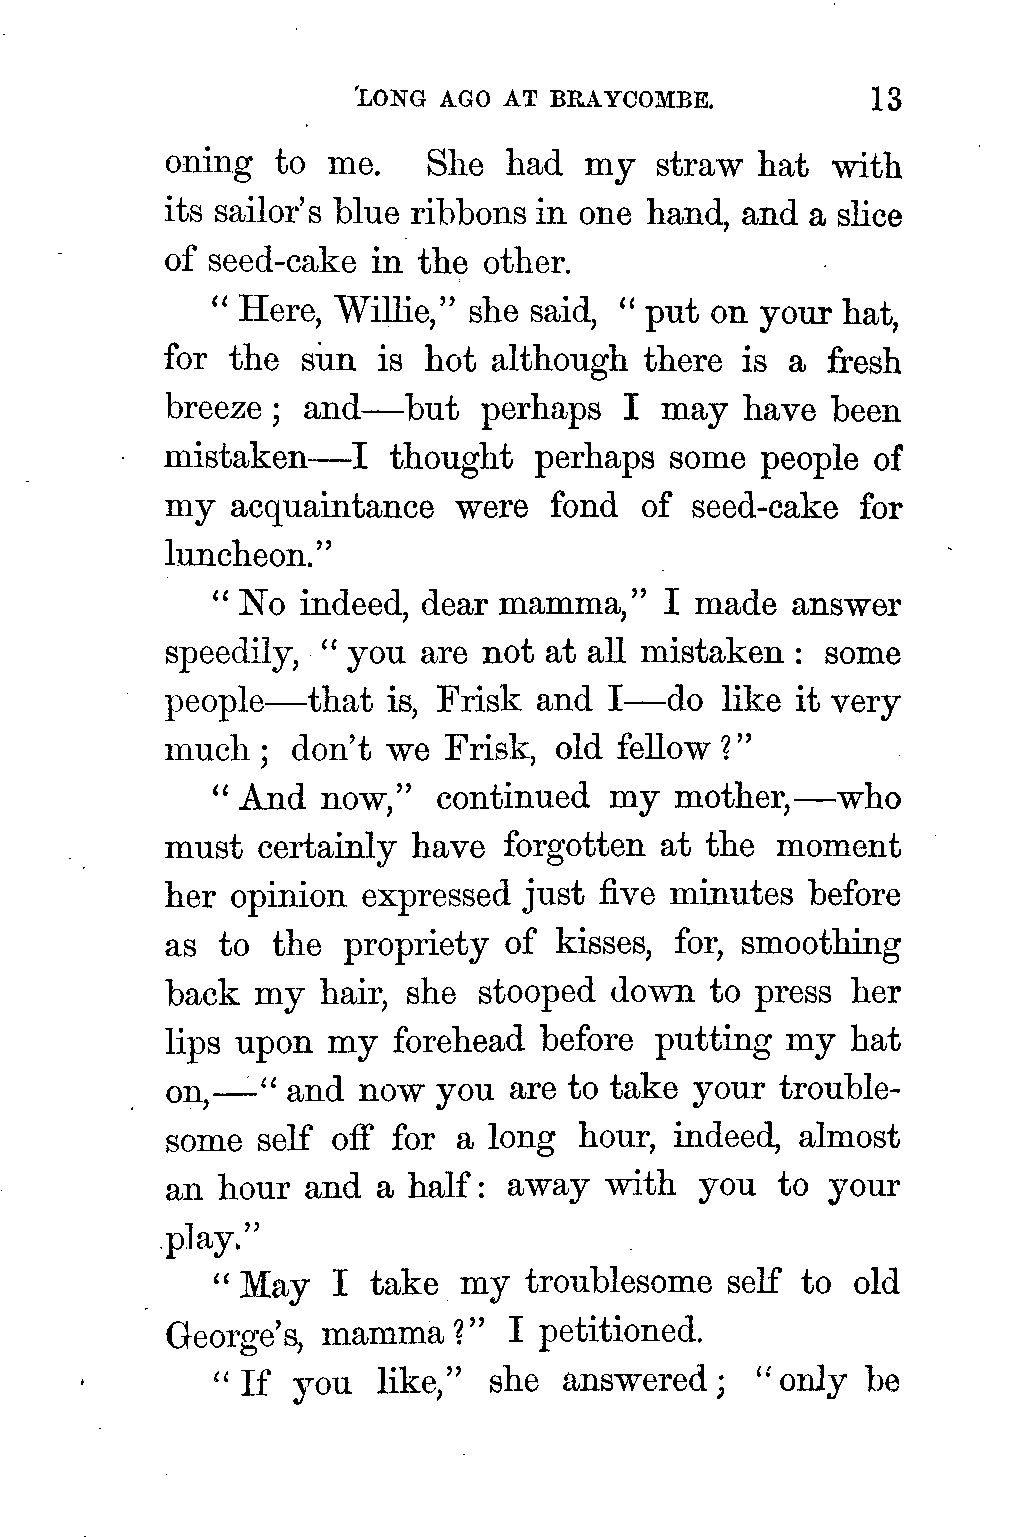 'LONG AGO AT BRAYCOMBE. 13
oning to me. She had my straw hat with
its sailor's blue ribbons in one hand, and a slice
of seed-cake in the other.
" Here, Willie," she said, " put on your hat,
for the sun is hot although there is a fresh
breeze ; and—but perhaps I may have been
mistaken—I thought perhaps some people of
my acquaintance were fond of seed-cake for
luncheon."
" No indeed, dear mamma," I made answer
speedily, " you are not at all mistaken : some
people—that is, Frisk and I—do like it very
much ; don't we Frisk, old fellow ?"
" And now," continued my mother,—who
must certainly have forgotten at the moment
her opinion expressed just five minutes before
as to the propriety of kisses, for, smoothing
back my hair, she stooped down to press her
lips upon my forehead before putting my hat
on,—" and now you are to take your trouble-
some self off for a long hour, indeed, almost
an hour and a half : away with you to your
play."
" May I take my troublesome self to old
George's, mamma ?" I petitioned.
" If you like," she answered ; " only be